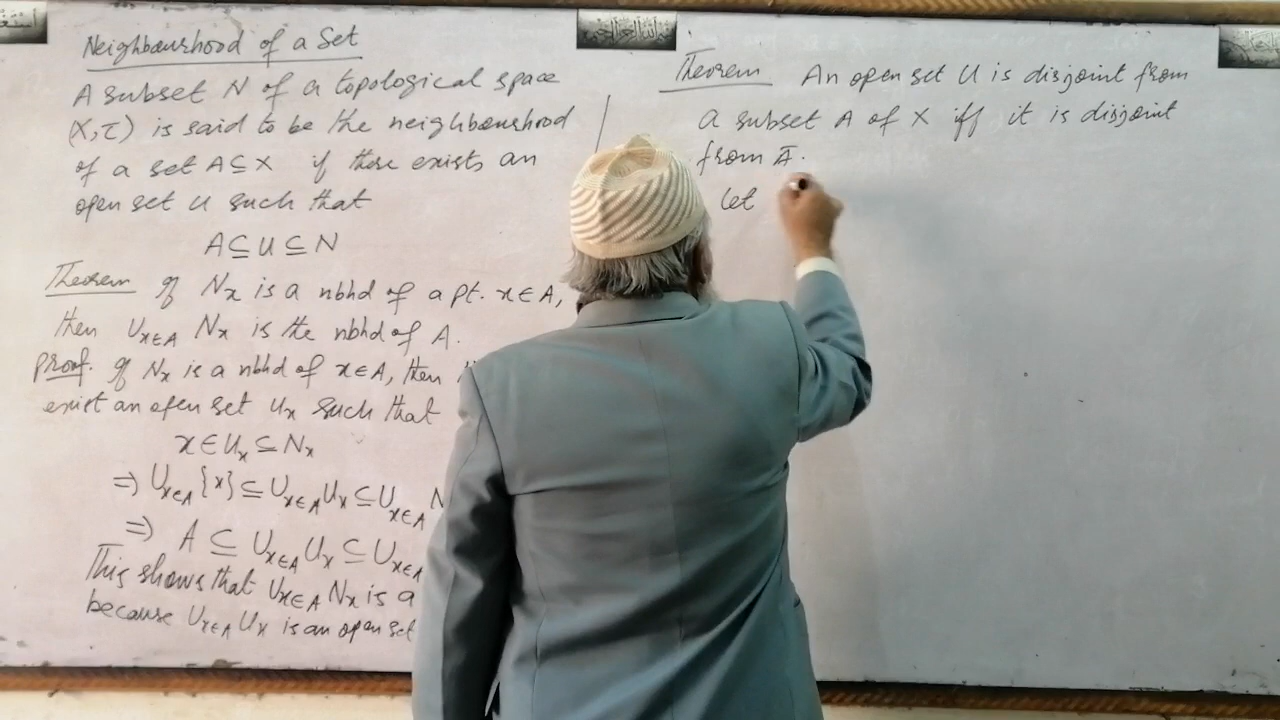 Neighbourhood of a Set
A subset N of a topological space
(X,τ) is said to be the neighbourhood
of a set A⊆X if there exists an
open set U such that
A⊆U⊆N
Theorem If Nx is a nbhd of a pt. x∈A,
then ∪x∈A Nx is the nbhd of A.
Proof. If Nx is a nbhd of x∈A, then
exist an open set Ux such that
x∈Ux⊆Nx
⇒ ∪x∈A {x}⊆∪x∈A Ux⊆∪x∈A N
⇒ A ⊆ ∪x∈A Ux ⊆ ∪x∈A
This shows that ∪x∈A Nx is a
because ∪x∈A Ux is an open set
Theorem An open set U is disjoint from
a subset A of X iff it is disjoint
from Ā.
Let